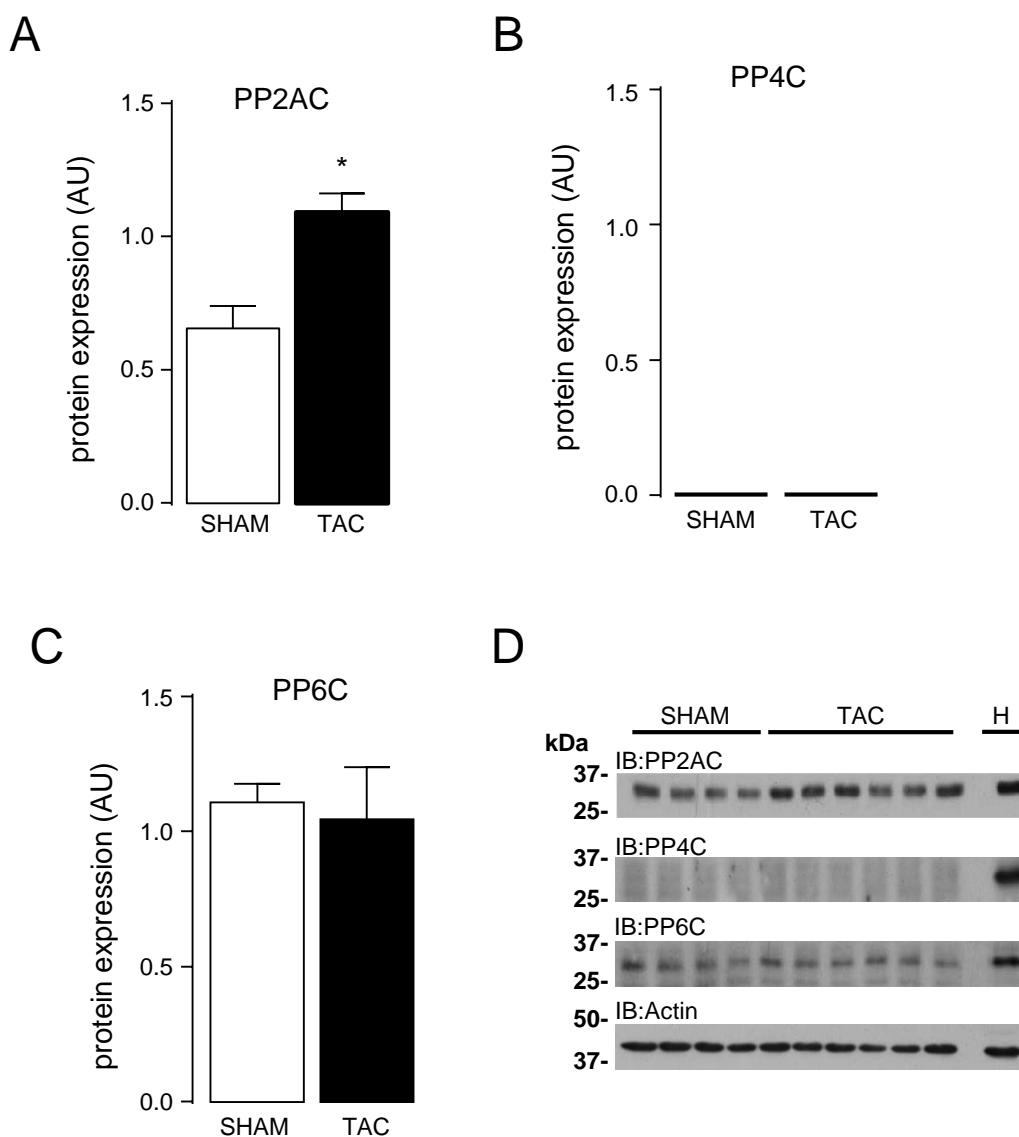 A
PP2AC
*
1.5
1.0
0.5
0.0
protein expression (AU)
SHAM TAC
B
PP4C
1.5
1.0
0.5
0.0
protein expression (AU)
SHAM TAC
C
PP6C
1.5
1.0
0.5
0.0
protein expression (AU)
SHAM TAC
D
SHAM TAC H
kDa
IB:PP2AC
37-
25-
IB:PP4C
37-
25-
IB:PP6C
37-
25-
IB:Actin
50-
37-